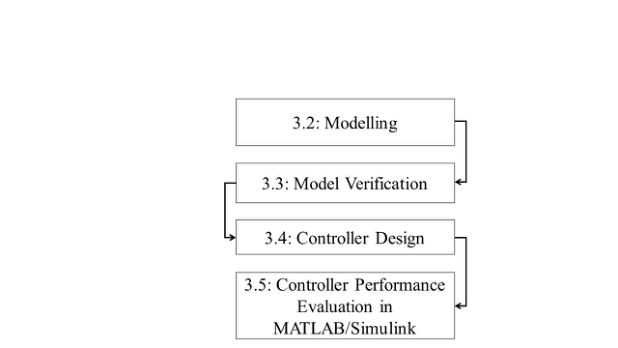 3.2: Modelling
3.3: Model Verification
3.4: Controller Design
3.5: Controller Performance
Evaluation in
MATLAB/Simulink